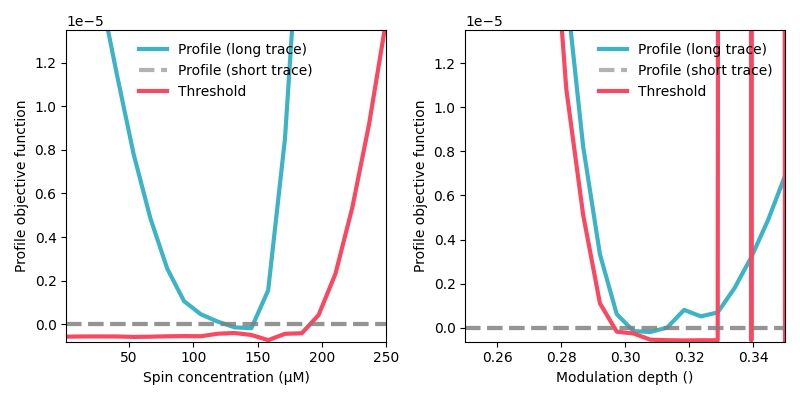 1e−5
Profile objective function
1.2
1.0
0.8
0.6
0.4
0.2
0.0
50
100
150
200
250
Spin concentration (μM)
Profile (long trace)
Profile (short trace)
Threshold
1e−5
Profile objective function
1.2
1.0
0.8
0.6
0.4
0.2
0.0
0.26
0.28
0.30
0.32
0.34
Modulation depth ()
Profile (long trace)
Profile (short trace)
Threshold